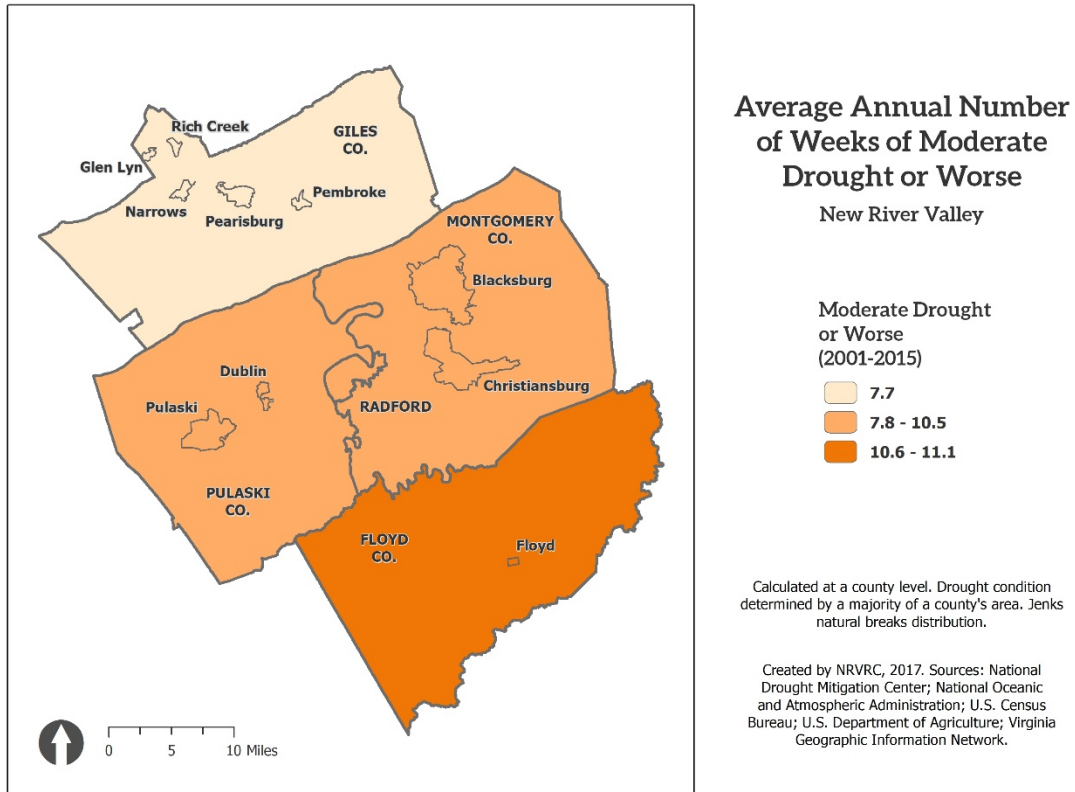 Average Annual Number
of Weeks of Moderate
Drought or Worse
New River Valley
Moderate Drought
or Worse
(2001-2015)
7.7
7.8 - 10.5
10.6 - 11.1
Calculated at a county level. Drought condition
determined by a majority of a county's area. Jenks
natural breaks distribution.
Created by NRVRC, 2017. Sources: National
Drought Mitigation Center; National Oceanic
and Atmospheric Administration; U.S. Census
Bureau; U.S. Department of Agriculture; Virginia
Geographic Information Network.
Rich Creek
GILES
CO.
Glen Lyn
Narrows
Pearisburg
Pembroke
MONTGOMERY
CO.
Blacksburg
Dublin
Pulaski
RADFORD
Christiansburg
PULASKI
CO.
FLOYD
CO.
Floyd
0 5 10 Miles